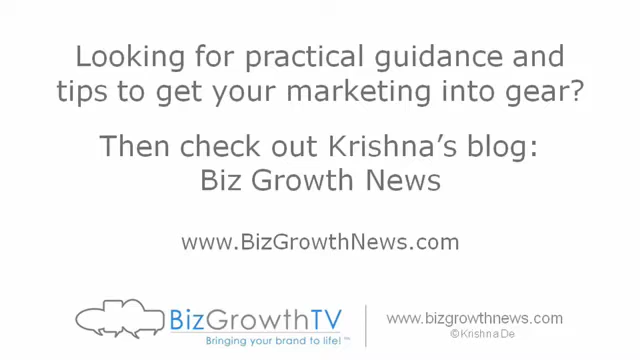 Looking for practical guidance and
tips to get your marketing into gear?
Then check out Krishna's blog:
Biz Growth News
www.BizGrowthNews.com
BizGrowthTV
Bringing your brand to life! ™
www.bizgrowthnews.com
©Krishna De